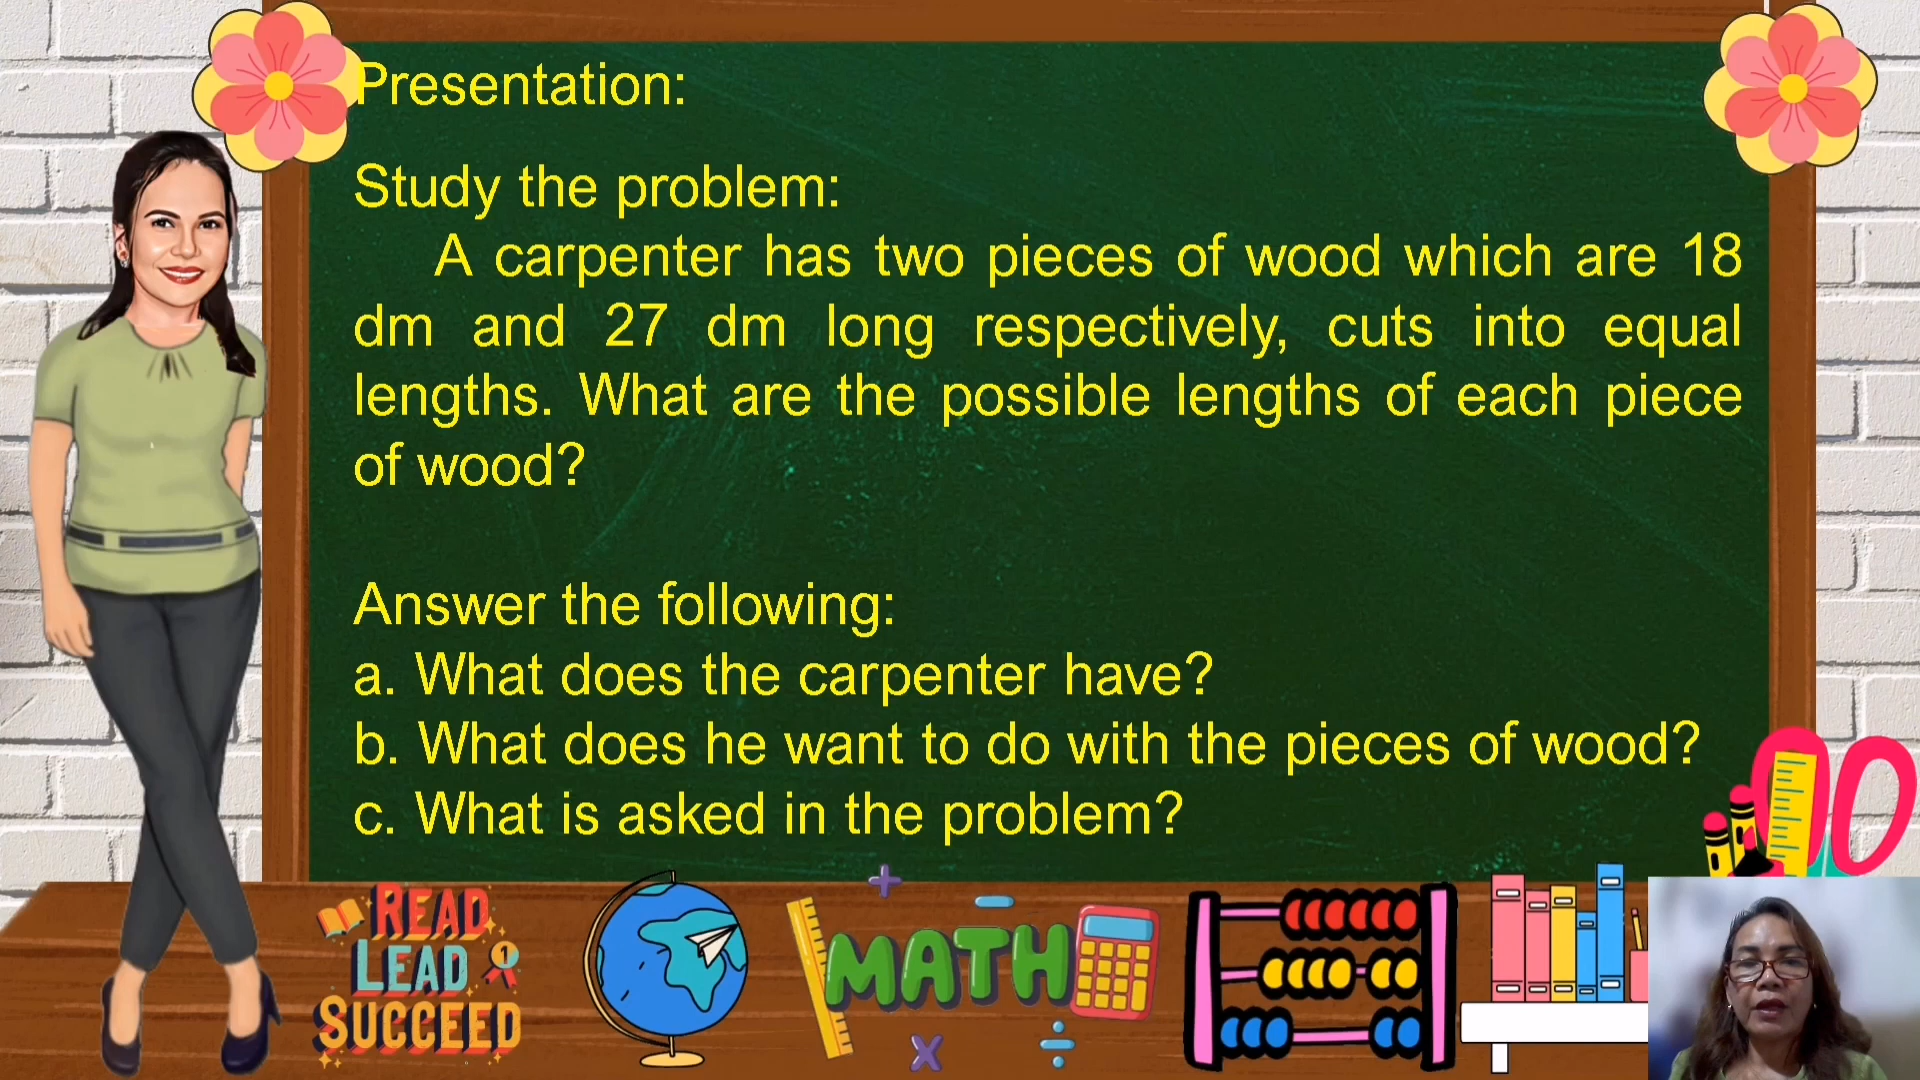 Presentation:
Study the problem:
A carpenter has two pieces of wood which are 18
dm and 27 dm long respectively, cuts into equal
lengths. What are the possible lengths of each piece
of wood?
Answer the following:
a. What does the carpenter have?
b. What does he want to do with the pieces of wood?
c. What is asked in the problem?
READ
LEAD
1
SUCCEED
MATH